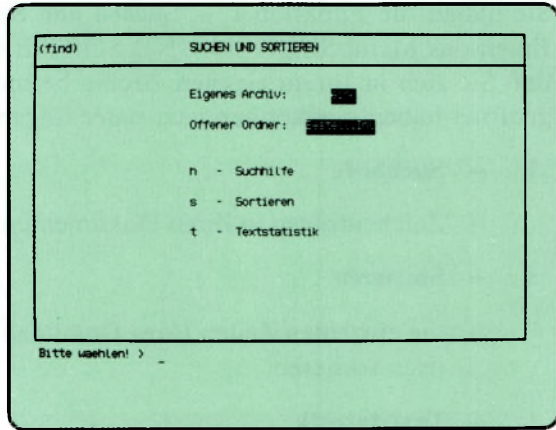 (find) SUCHEN UND SORTIEREN
Eigenes Archiv:
Offener Ordner:
h - Suchhilfe
s - Sortieren
t - Textstatistik
Bitte waehlen! > _